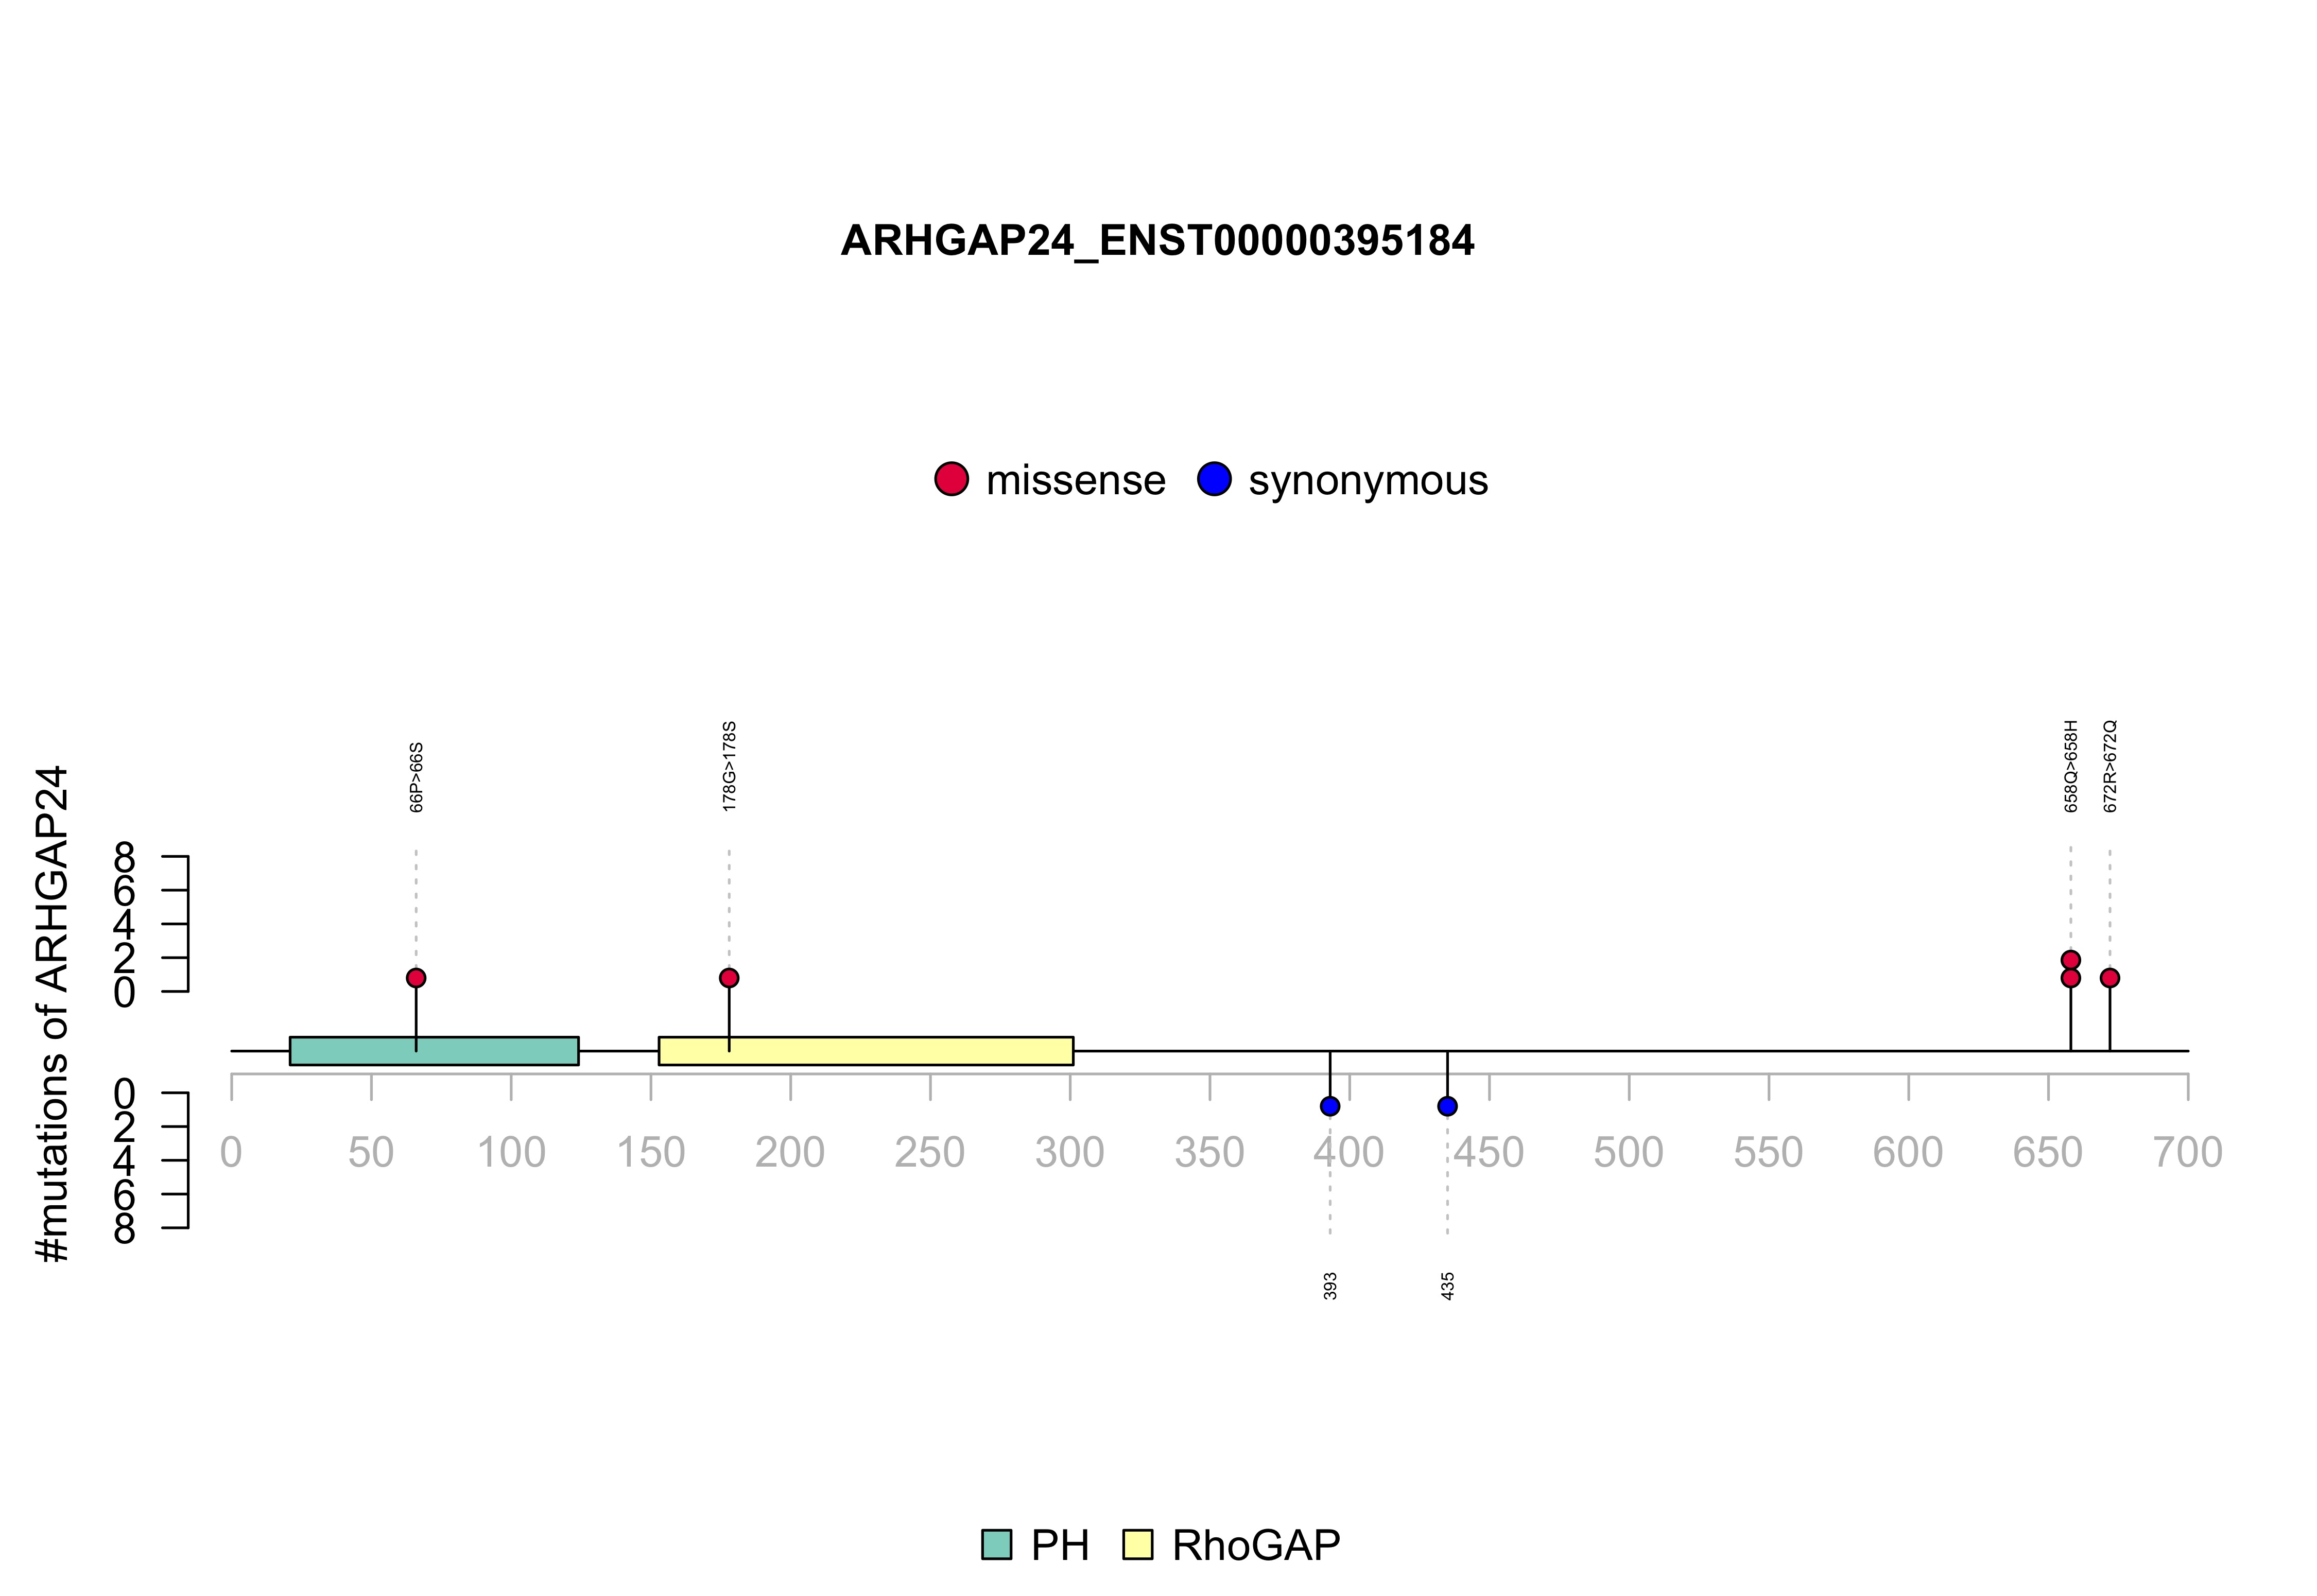 ARHGAP24_ENST00000395184
missense synonymous
66P>66S
178G>178S
658Q>658H
672R>672Q
#mutations of ARHGAP24
8
6
4
2
0
0
2
4
6
8
0 50 100 150 200 250 300 350 400 450 500 550 600 650 700
393
435
PH RhoGAP